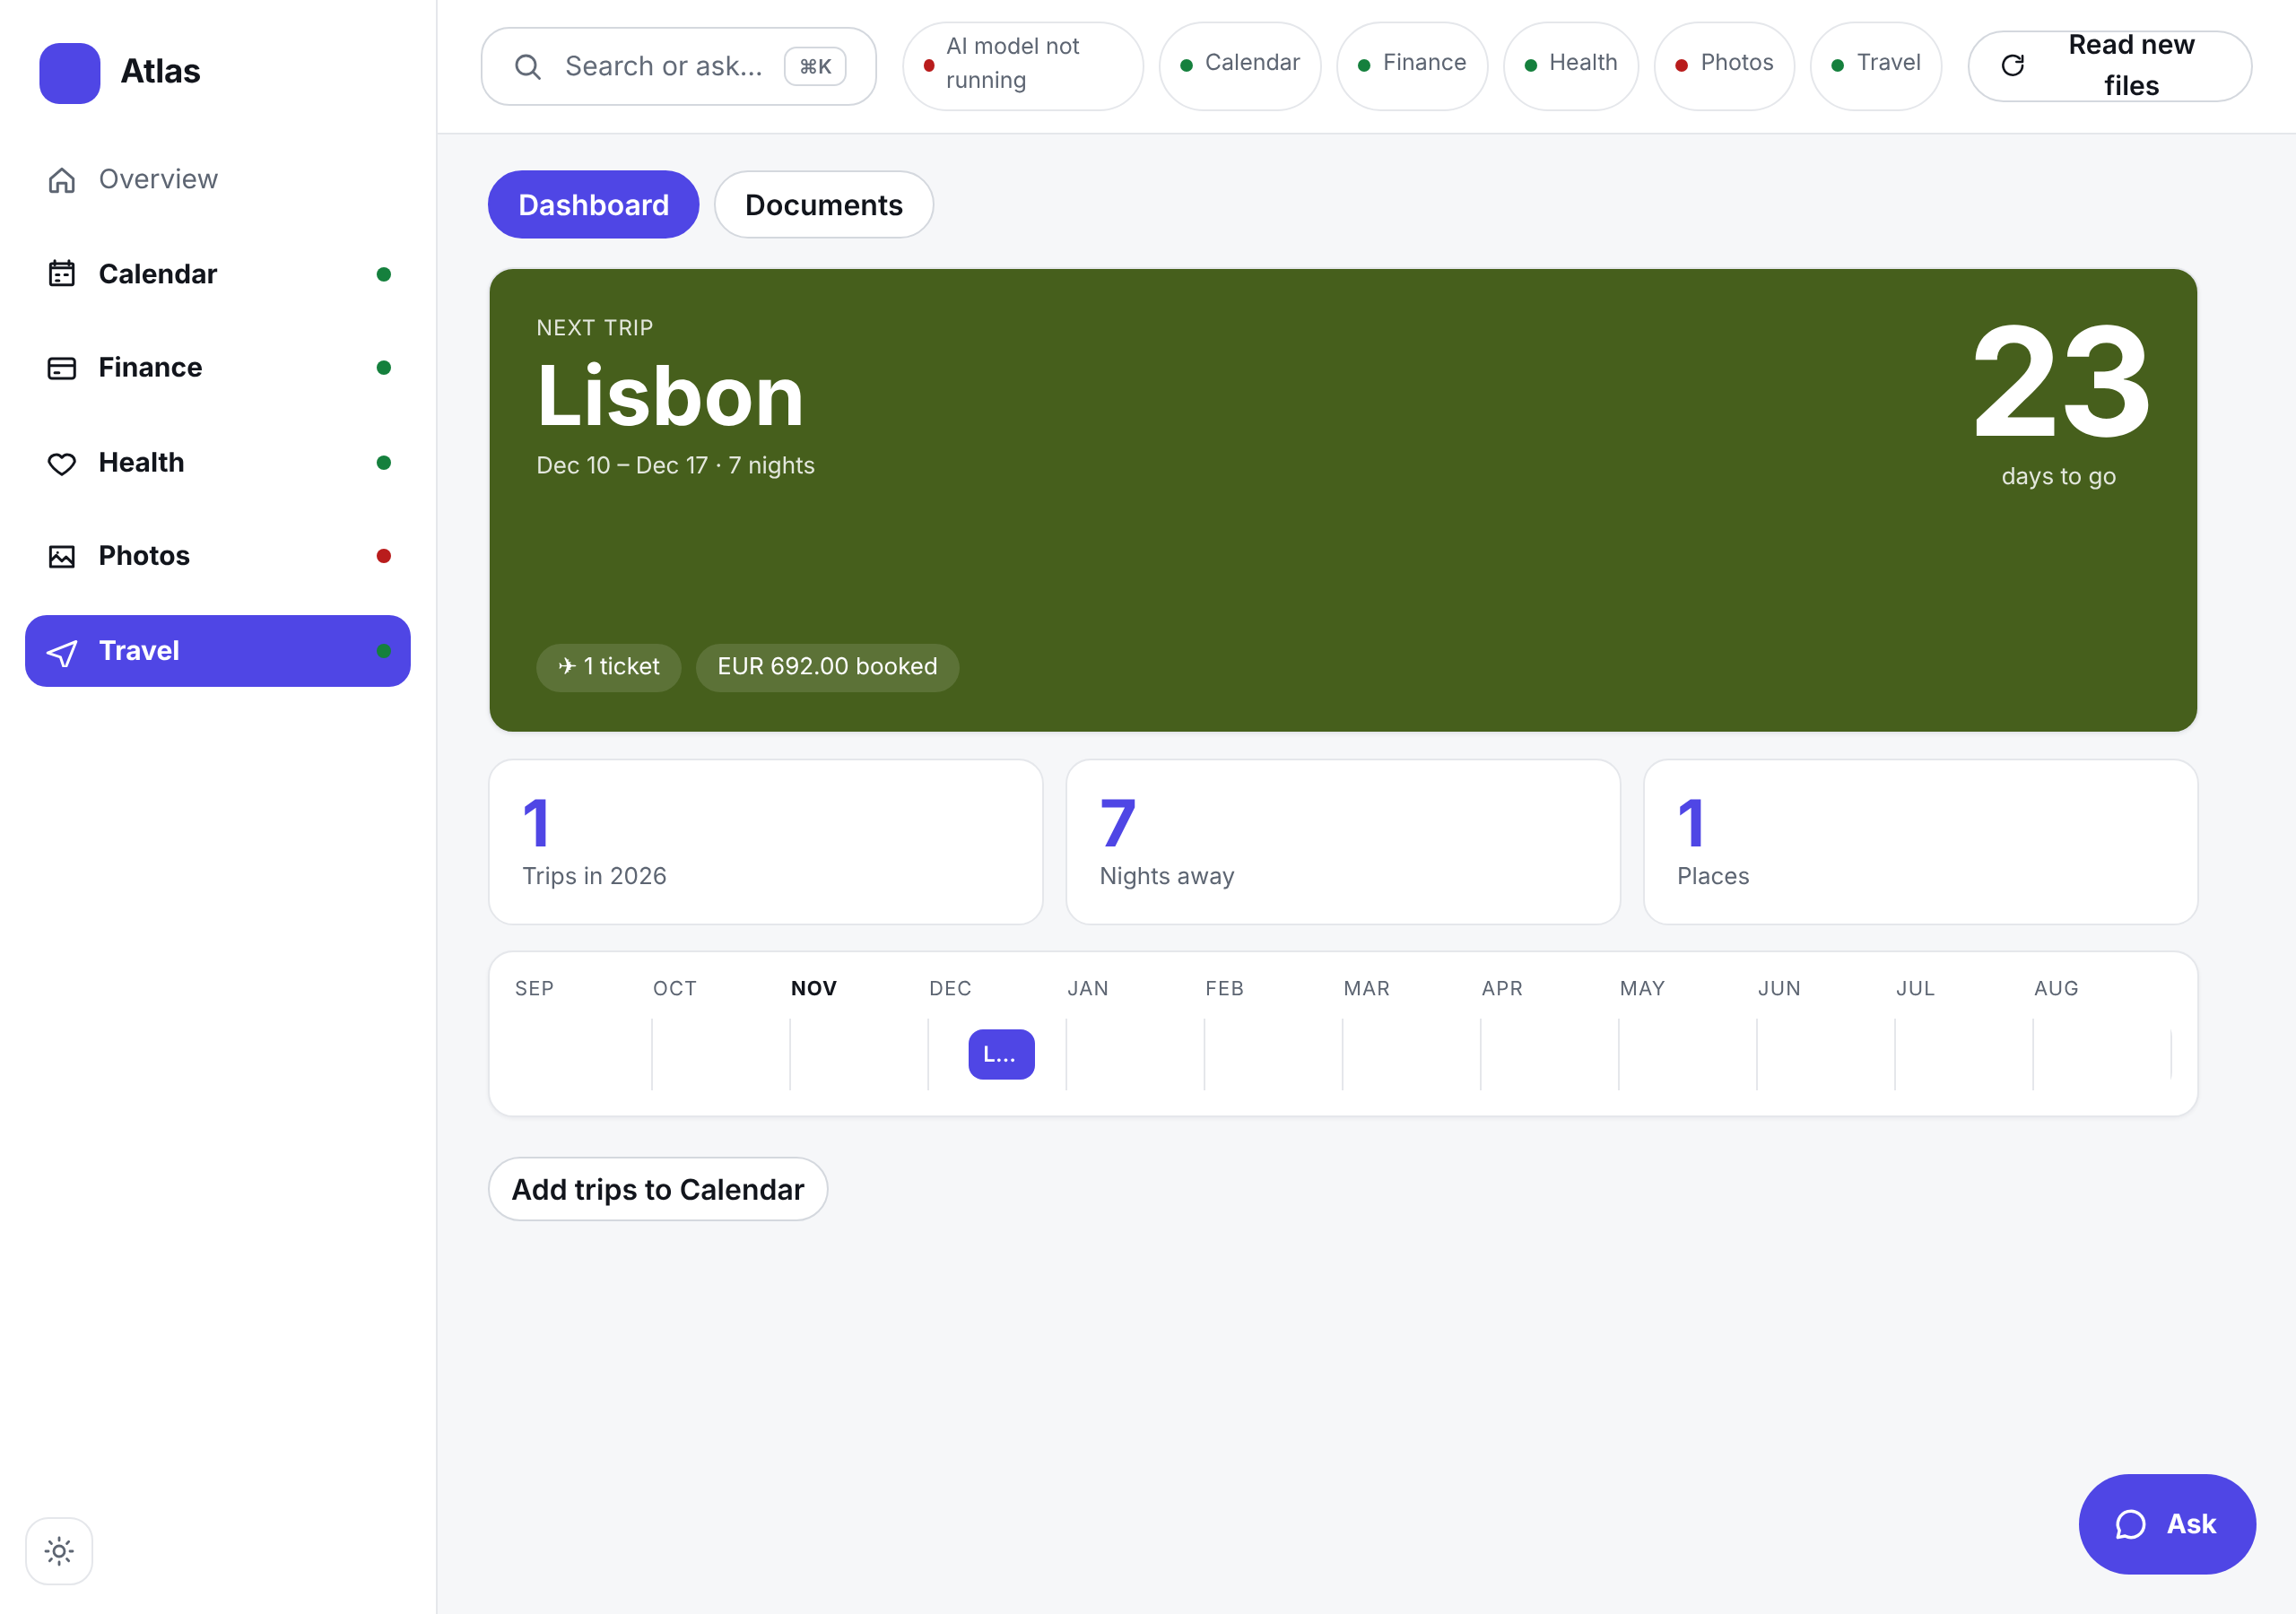 Atlas
Overview
Calendar
Finance
Health
Photos
Travel
Search or ask...
⌘K
AI model not
running
Calendar
Finance
Health
Photos
Travel
Read new
files
Dashboard
Documents
NEXT TRIP
Lisbon
Dec 10 – Dec 17 · 7 nights
23
days to go
✈ 1 ticket
EUR 692.00 booked
1
Trips in 2026
7
Nights away
1
Places
SEP OCT NOV DEC JAN FEB MAR APR MAY JUN JUL AUG
L...
Add trips to Calendar
Ask